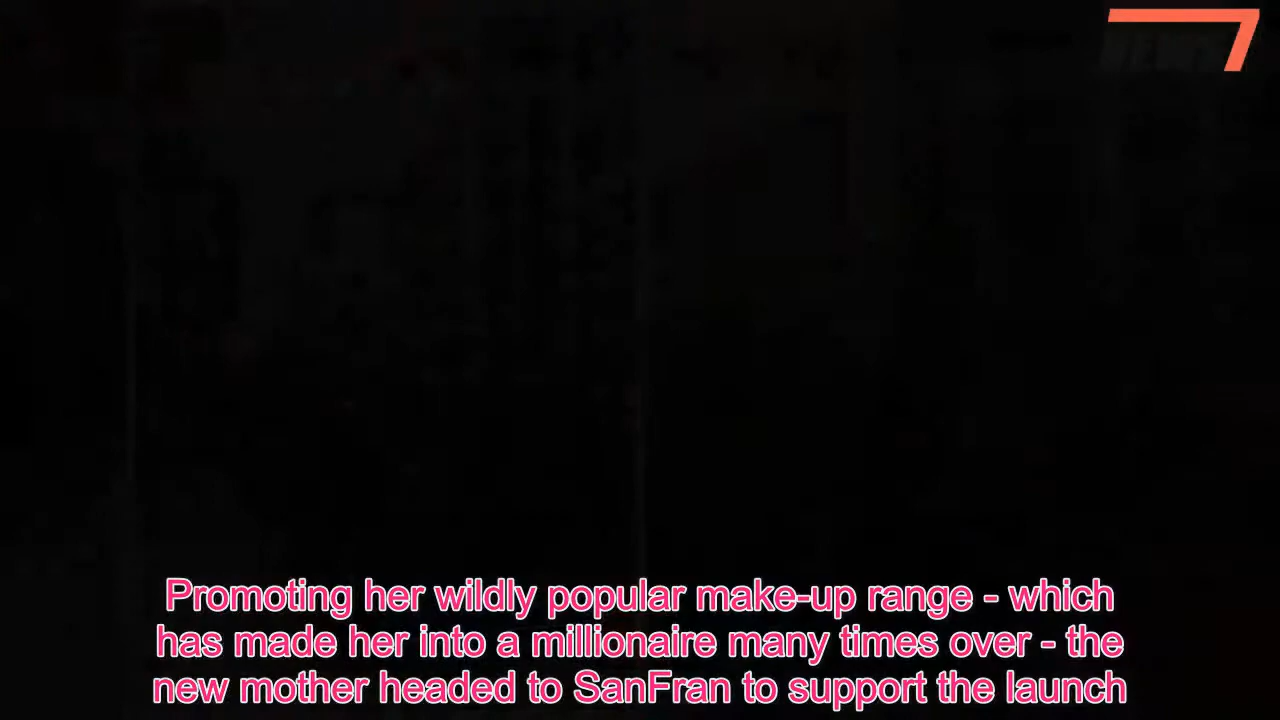 Promoting her wildly popular make-up range - which
has made her into a millionaire many times over - the
new mother headed to SanFran to support the launch